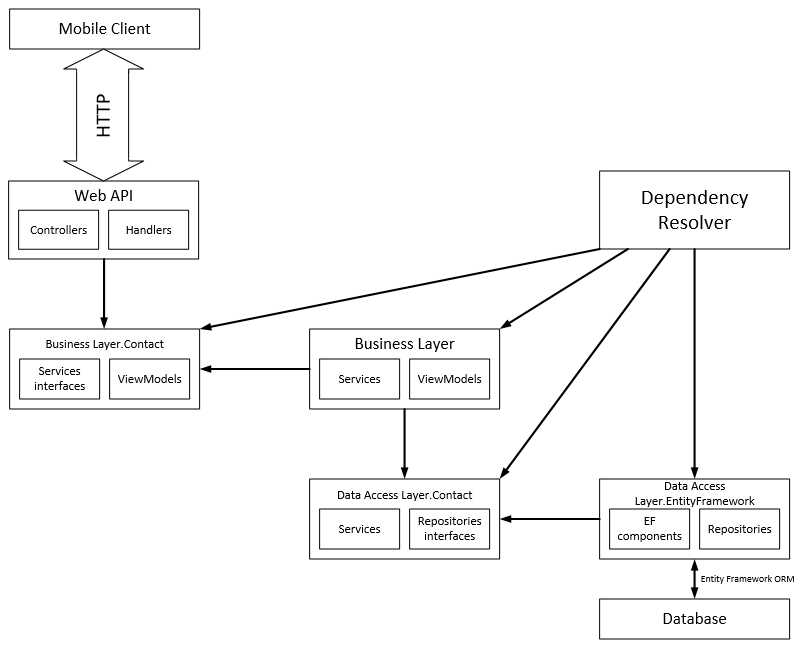 Mobile Client
HTTP
Web API
Controllers
Handlers
Dependency
Resolver
Business Layer.Contact
Services
interfaces
ViewModels
Business Layer
Services
ViewModels
Data Access Layer.Contact
Services
Repositories
interfaces
Data Access
Layer.EntityFramework
EF
components
Repositories
Entity Framework ORM
Database